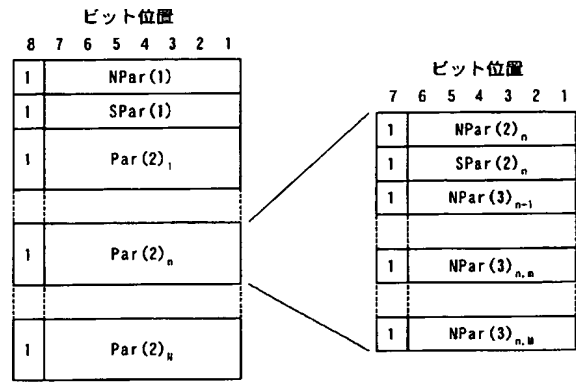 ビット位置
8 7 6 5 4 3 2 1
1 NPar(1)
1 SPar(1)
1 Par(2)₁
1 Par(2)ₙ
1 Par(2)_N
ビット位置
7 6 5 4 3 2 1
1 NPar(2)ₙ
1 SPar(2)ₙ
1 NPar(3)ₙ₋₁
1 NPar(3)ₙ.ₘ
1 NPar(3)ₙ.M